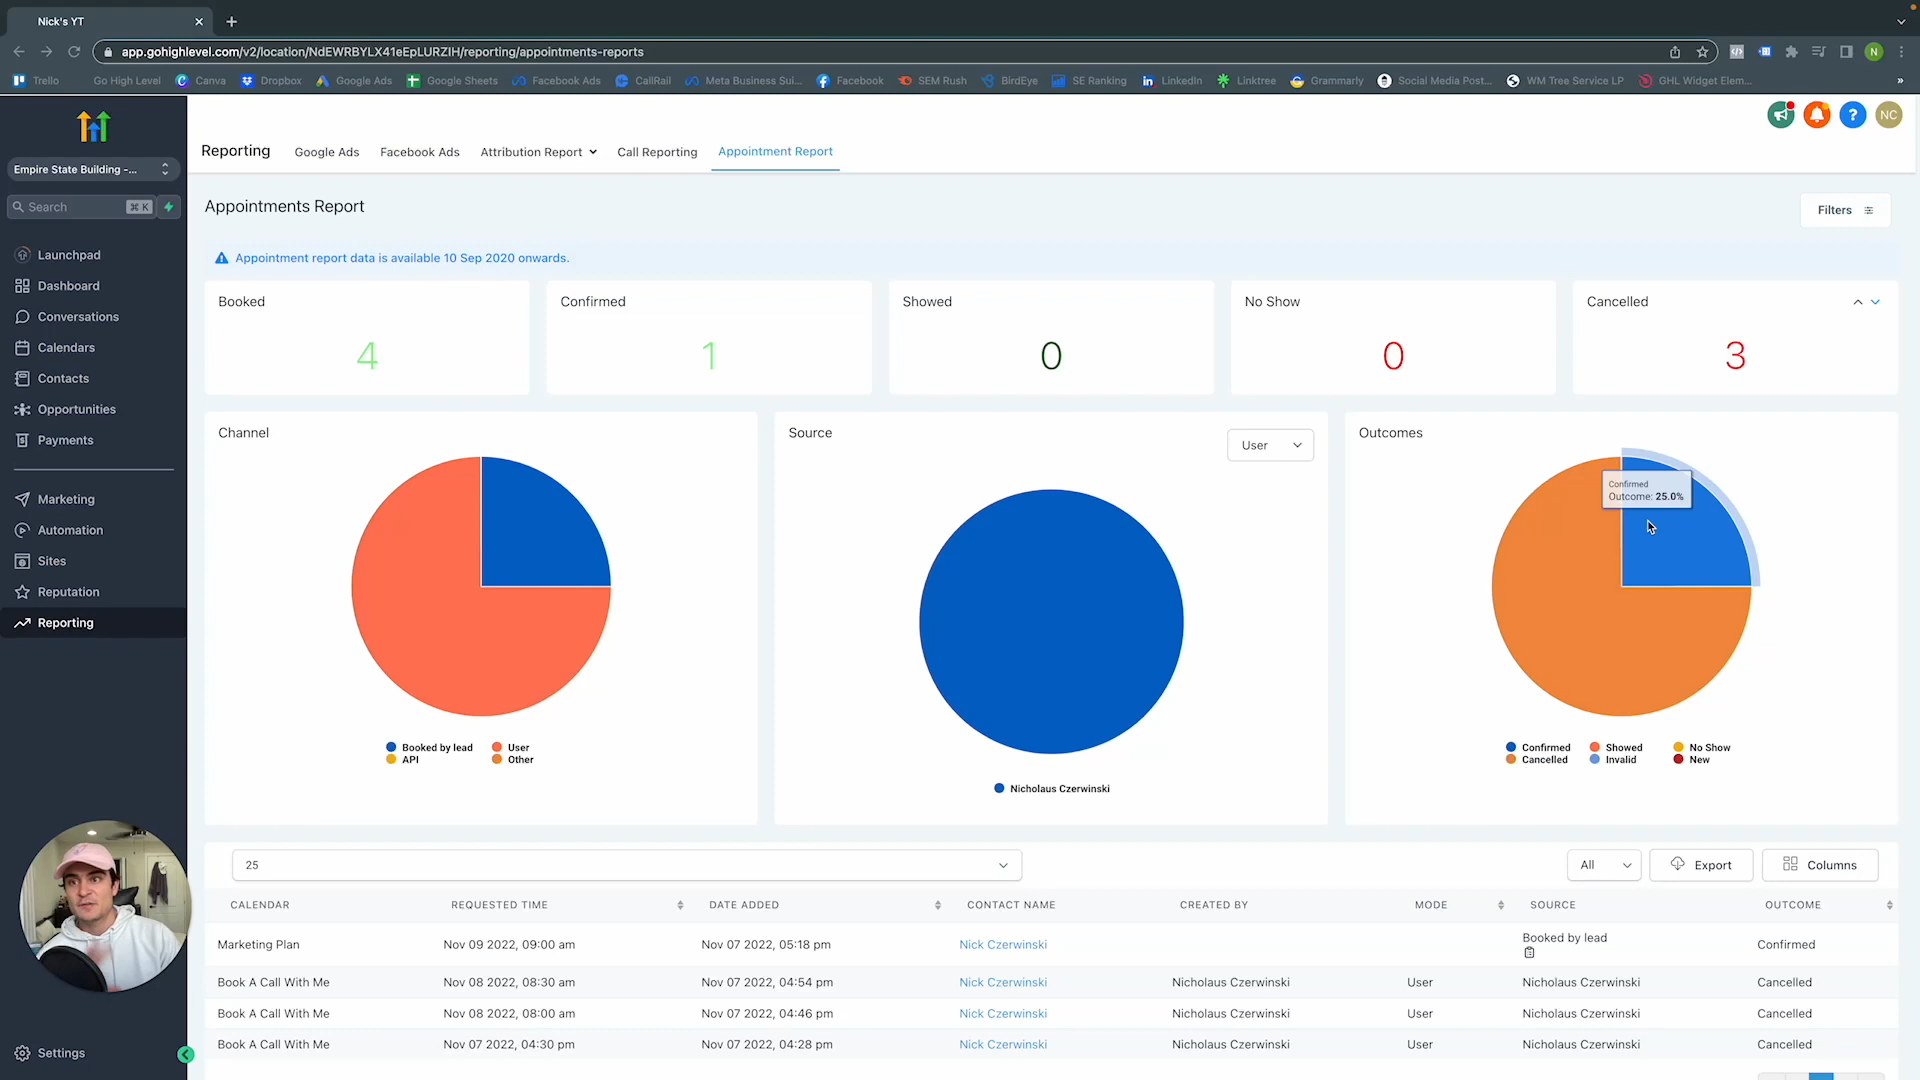 Nick's YT
app.gohighlevel.com/v2/location/NdEWRBYLX41eEpLURZIH/reporting/appointments-reports
N
Trello
Go High Level
Canva
Dropbox
Google Ads
Google Sheets
Facebook Ads
CallRail
Meta Business Sui...
Facebook
SEM Rush
BirdEye
SE Ranking
LinkedIn
Linktree
Grammarly
Social Media Post...
WM Tree Service LP
GHL Widget Elem...
NC
Reporting
Google Ads
Facebook Ads
Attribution Report
Call Reporting
Appointment Report
Empire State Building -...
Search
⌘ K
Launchpad
Dashboard
Conversations
Calendars
Contacts
Opportunities
Payments
Marketing
Automation
Sites
Reputation
Reporting
Settings
Appointments Report
Filters
Appointment report data is available 10 Sep 2020 onwards.
Booked
4
Confirmed
1
Showed
0
No Show
0
Cancelled
3
Channel
Booked by lead
User
API
Other
Source
User
Nicholaus Czerwinski
Outcomes
Confirmed
Outcome: 25.0%
Confirmed
Showed
No Show
Cancelled
Invalid
New
25
All
Export
Columns
CALENDAR REQUESTED TIME DATE ADDED CONTACT NAME CREATED BY MODE SOURCE OUTCOME
Marketing Plan Nov 09 2022, 09:00 am Nov 07 2022, 05:18 pm Nick Czerwinski Booked by lead Confirmed
Book A Call With Me Nov 08 2022, 08:30 am Nov 07 2022, 04:54 pm Nick Czerwinski Nicholaus Czerwinski User Nicholaus Czerwinski Cancelled
Book A Call With Me Nov 08 2022, 08:00 am Nov 07 2022, 04:46 pm Nick Czerwinski Nicholaus Czerwinski User Nicholaus Czerwinski Cancelled
Book A Call With Me Nov 07 2022, 04:30 pm Nov 07 2022, 04:28 pm Nick Czerwinski Nicholaus Czerwinski User Nicholaus Czerwinski Cancelled